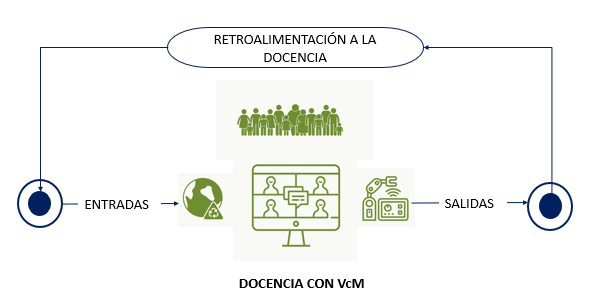 RETROALIMENTACIÓN A LA
DOCENCIA
ENTRADAS
SALIDAS
DOCENCIA CON VcM